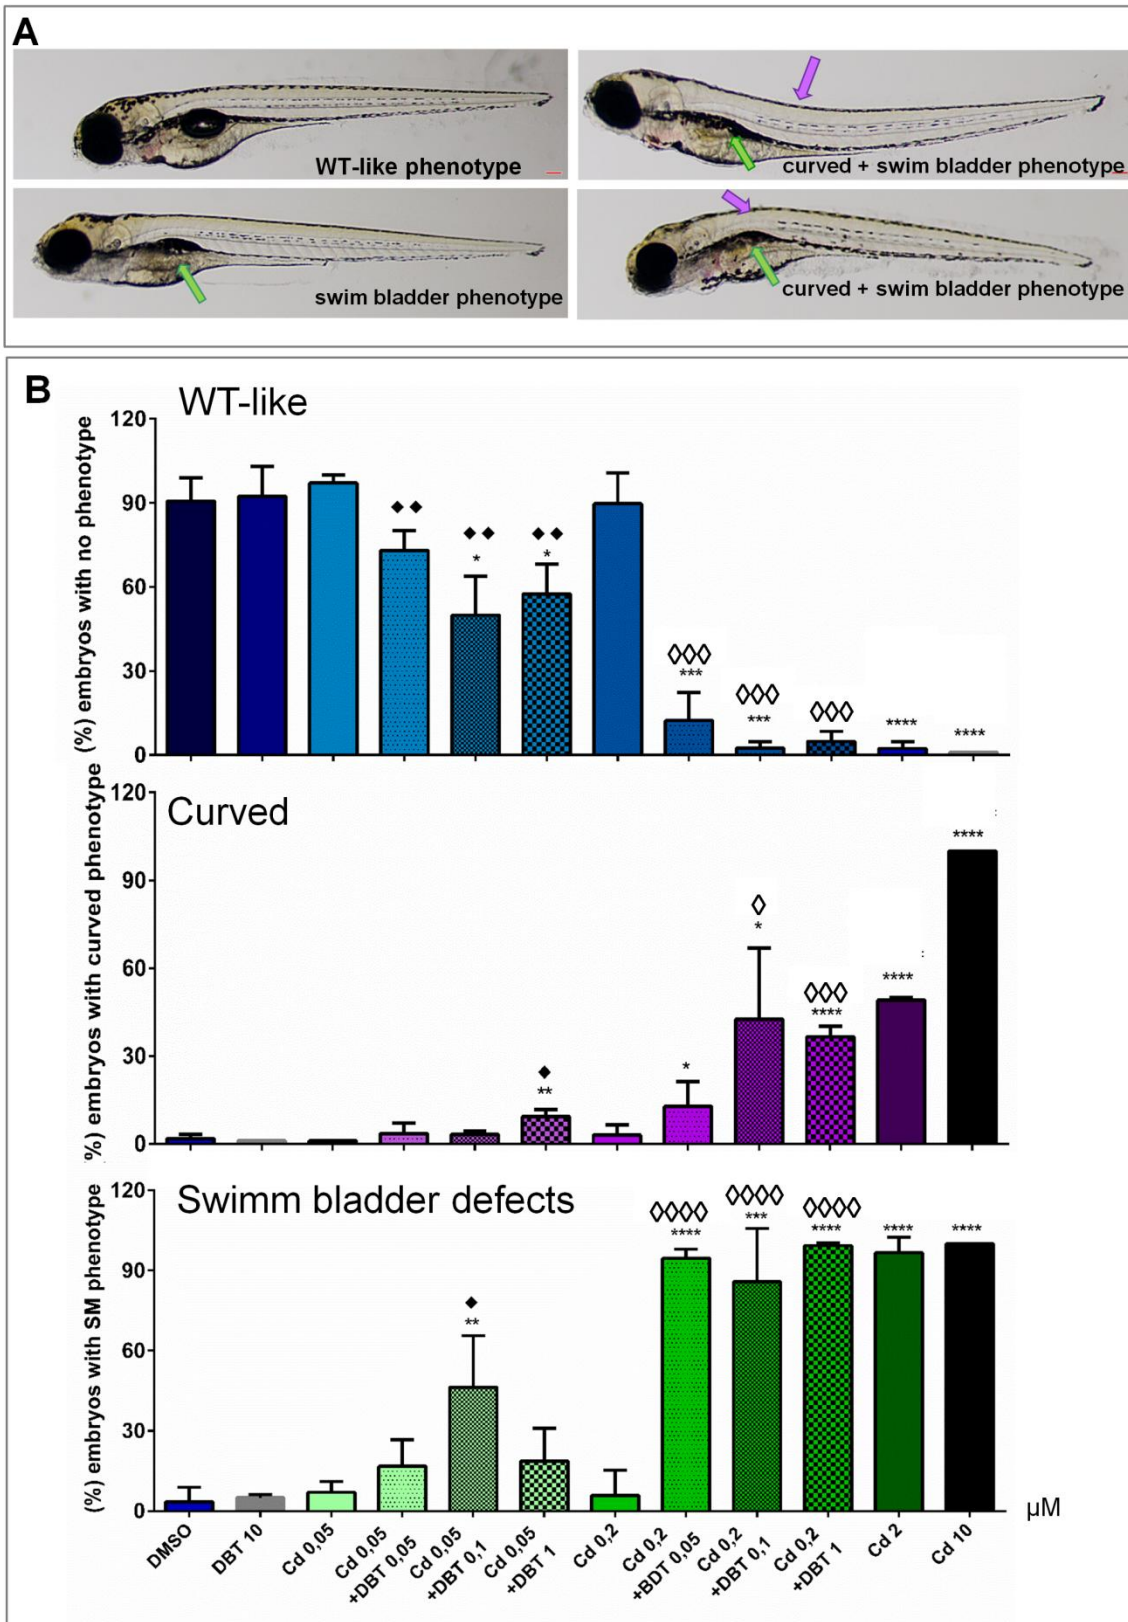 A
WT-like phenotype
curved + swim bladder phenotype
swim bladder phenotype
curved + swim bladder phenotype
B
WT-like
(%) embryos with no phenotype
120
90
60
30
0
◆◆
◆◆
*
◆◆
*
◊◊◊
***
◊◊◊
***
◊◊◊
****
****
Curved
%) embryos with curved phenotype
120
90
60
30
0
◆
**
*
◊
*
◊◊◊
****
****
****
Swimm bladder defects
(%) embryos with SM phenotype
120
90
60
30
0
◆
**
◊◊◊◊
****
◊◊◊◊
***
◊◊◊◊
****
****
****
µM
DMSO
DBT 10
Cd 0,05
Cd 0,05
+DBT 0,05
Cd 0,05
+DBT 0,1
Cd 0,05
+DBT 1
Cd 0,2
Cd 0,2
+BDT 0,05
Cd 0,2
+DBT 0,1
Cd 0,2
+DBT 1
Cd 2
Cd 10